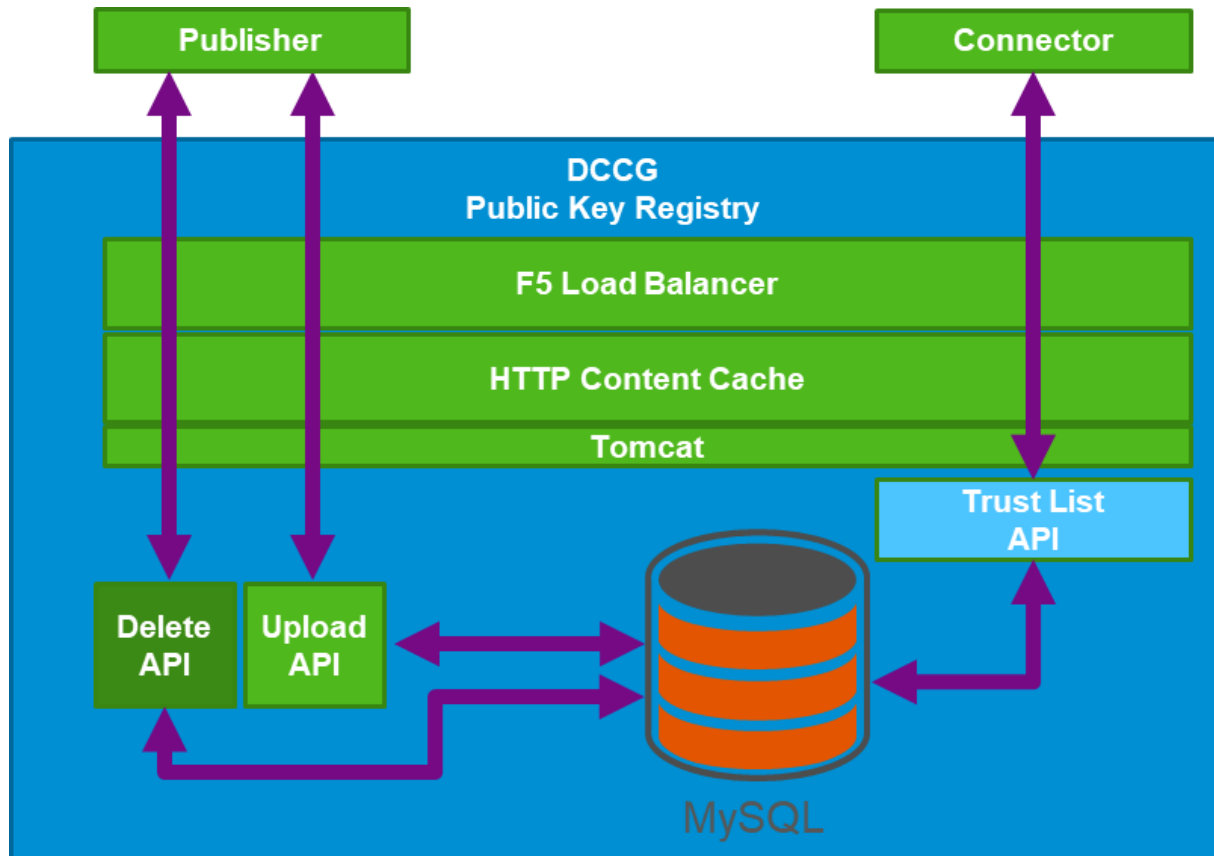 Publisher
Connector
DCCG
Public Key Registry
F5 Load Balancer
HTTP Content Cache
Tomcat
Trust List
API
Delete
API
Upload
API
MySQL